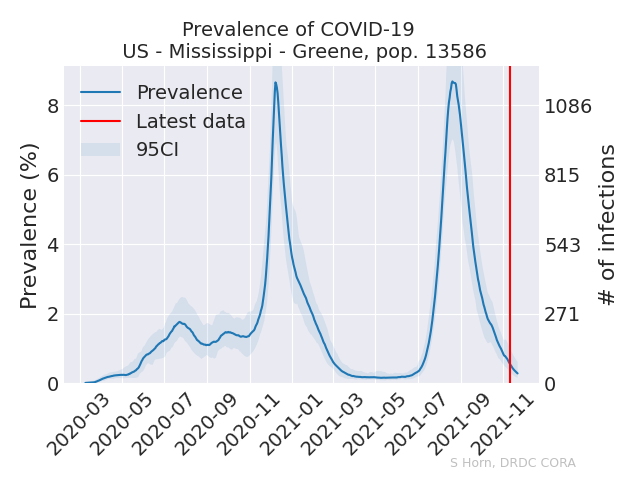 Prevalence of COVID-19
US - Mississippi - Greene, pop. 13586
Prevalence
Latest data
95CI
Prevalence (%)
8
6
4
2
0
1086
815
543
271
0
# of infections
2020-03
2020-05
2020-07
2020-09
2020-11
2021-01
2021-03
2021-05
2021-07
2021-09
2021-11
S Horn, DRDC CORA